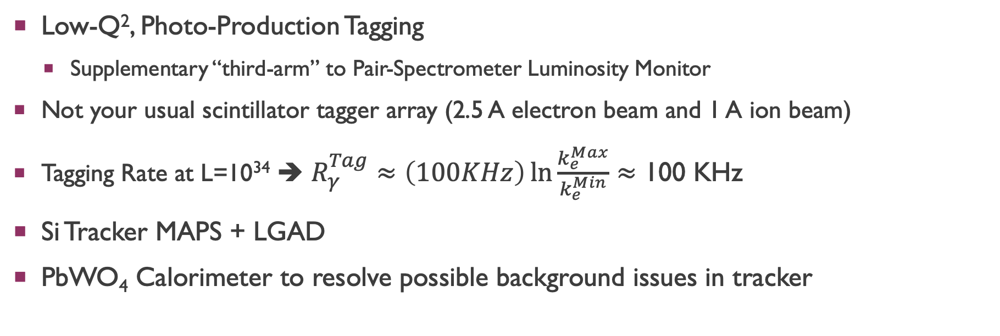 ▪ Low-Q², Photo-Production Tagging
▪ Supplementary “third-arm” to Pair-Spectrometer Luminosity Monitor
▪ Not your usual scintillator tagger array (2.5 A electron beam and 1 A ion beam)
▪ Tagging Rate at L=10³⁴ ➔ $R_{\gamma}^{Tag} \approx (100KHz) \ln \frac{k_e^{Max}}{k_e^{Min}} \approx$ 100 KHz
▪ Si Tracker MAPS + LGAD
▪ PbWO₄ Calorimeter to resolve possible background issues in tracker